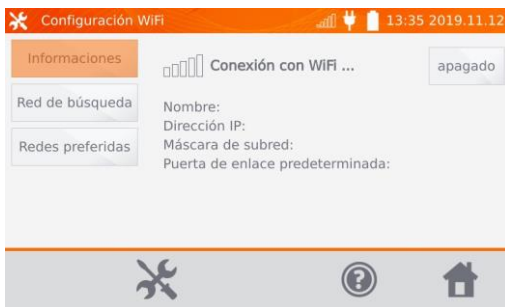 Configuración WiFi
13:35 2019.11.12
Informaciones
Conexión con WiFi ...
apagado
Red de búsqueda
Redes preferidas
Nombre:
Dirección IP:
Máscara de subred:
Puerta de enlace predeterminada: